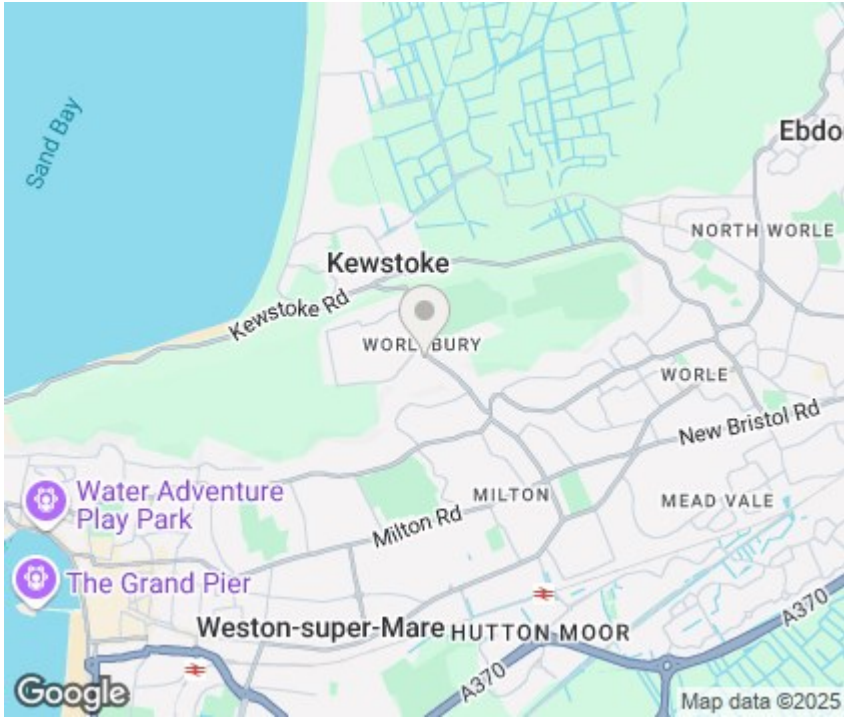 Sand Bay
Ebdo
NORTH WORLE
Kewstoke
Kewstoke Rd
WORL BURY
WORLE
New Bristol Rd
Water Adventure
Play Park
MILTON
MEAD VALE
Milton Rd
The Grand Pier
Weston-super-Mare
HUTTON MOOR
A370
A370
Google
Map data ©2025